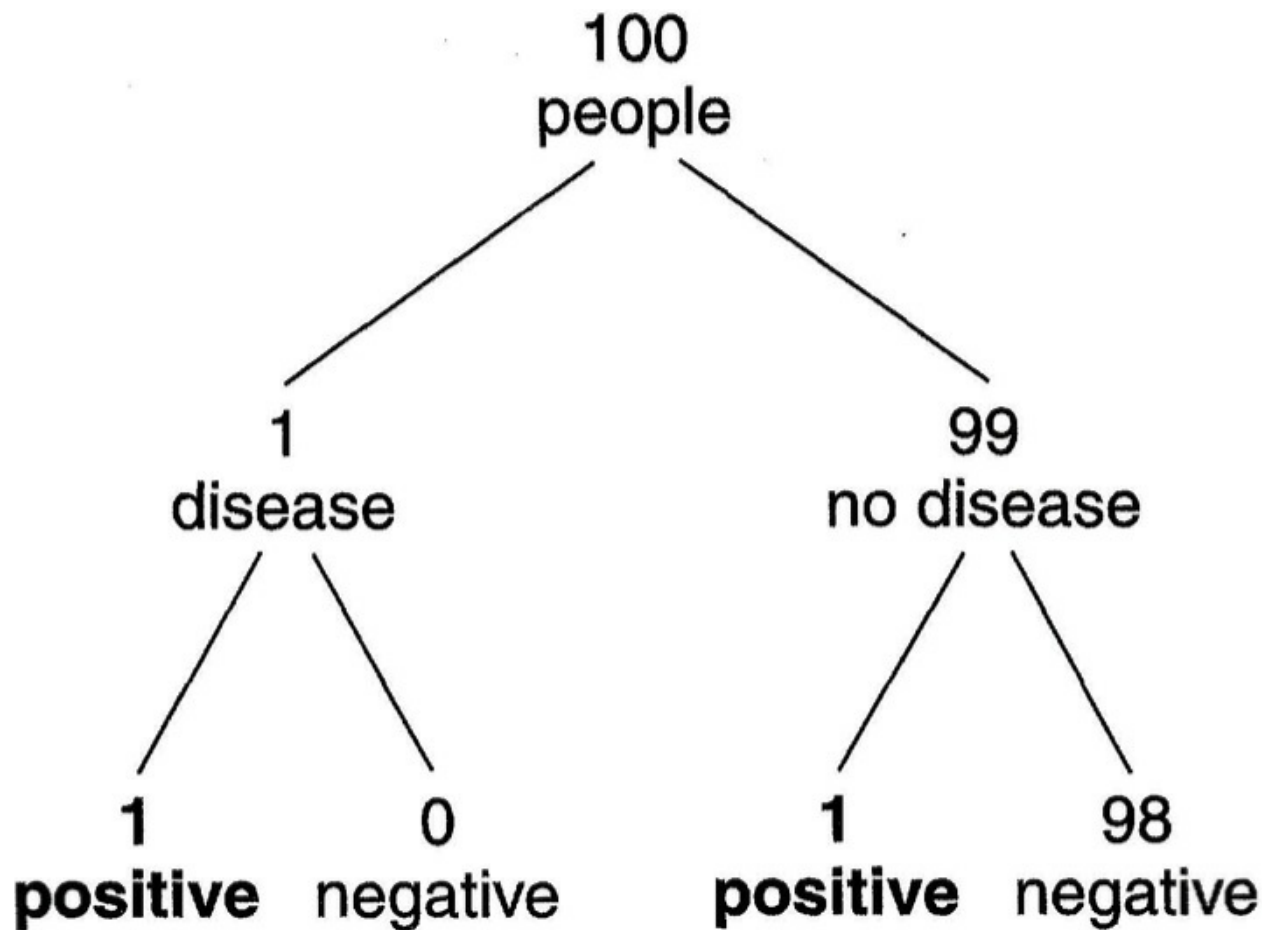 100
people
1 99
disease no disease
1 0 1 98
positive negative positive negative